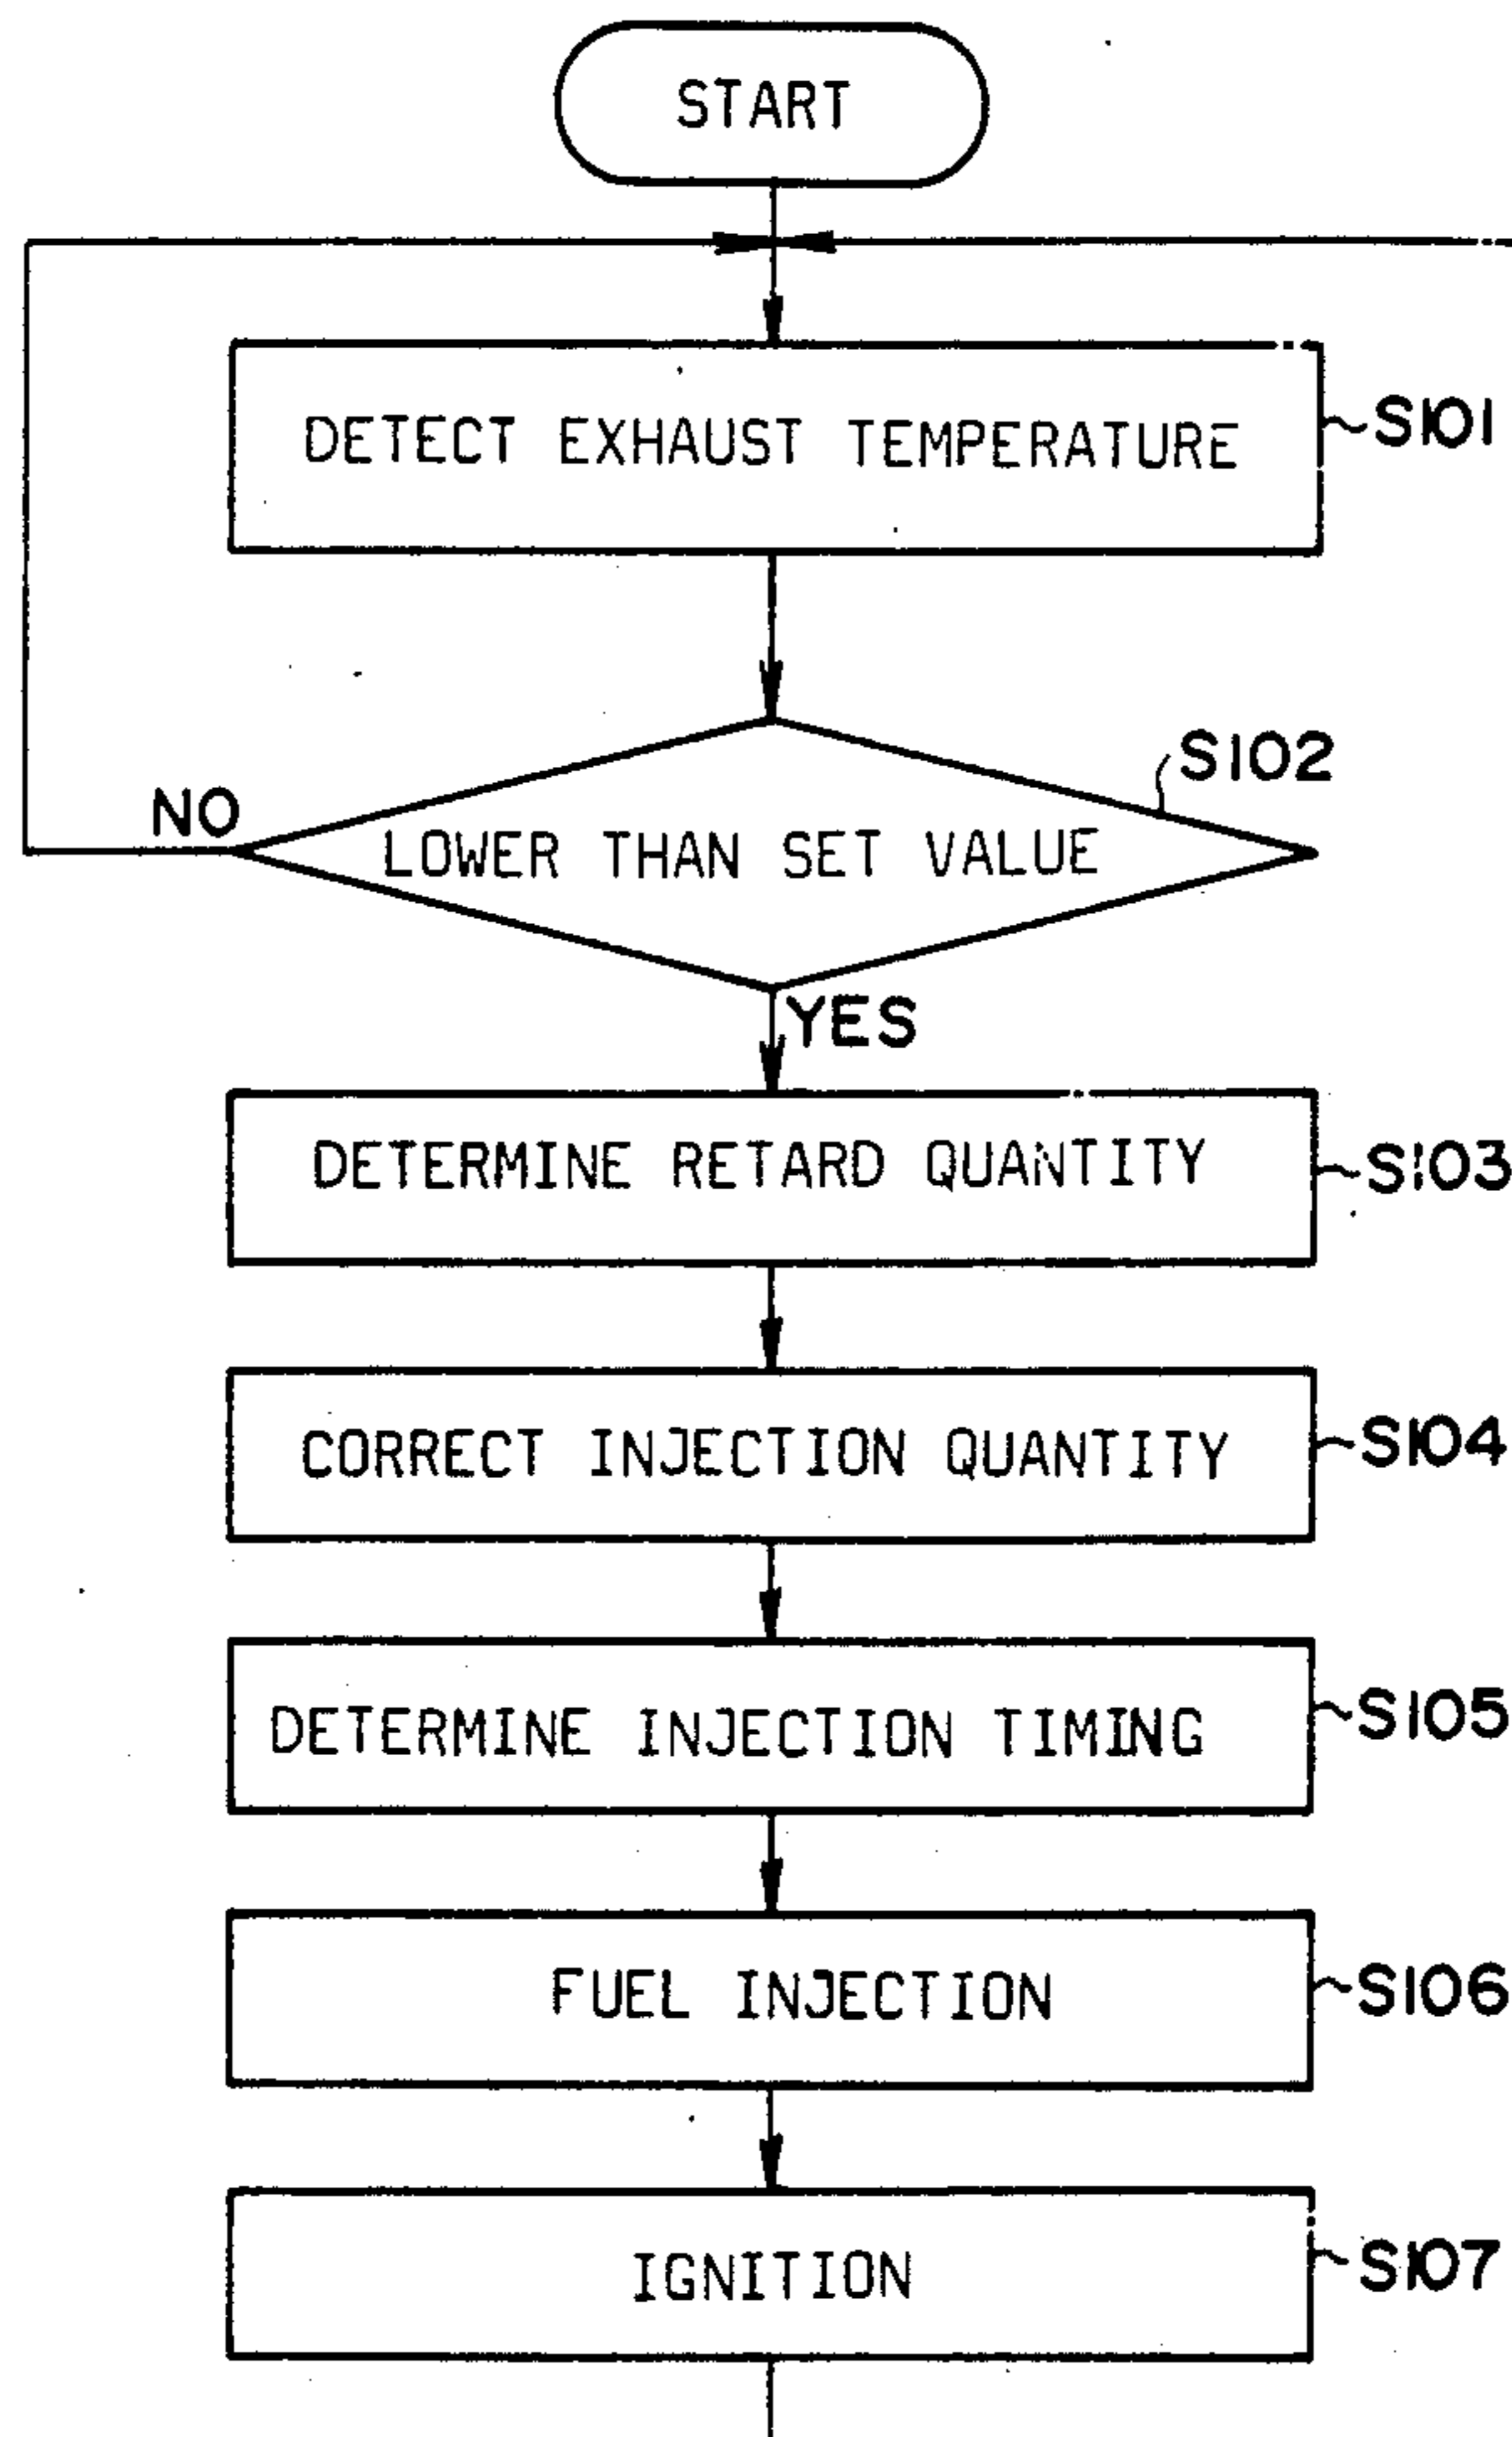 START
DETECT EXHAUST TEMPERATURE
S101
S102
NO
LOWER THAN SET VALUE
YES
DETERMINE RETARD QUANTITY
S103
CORRECT INJECTION QUANTITY
S104
DETERMINE INJECTION TIMING
S105
FUEL INJECTION
S106
IGNITION
S107